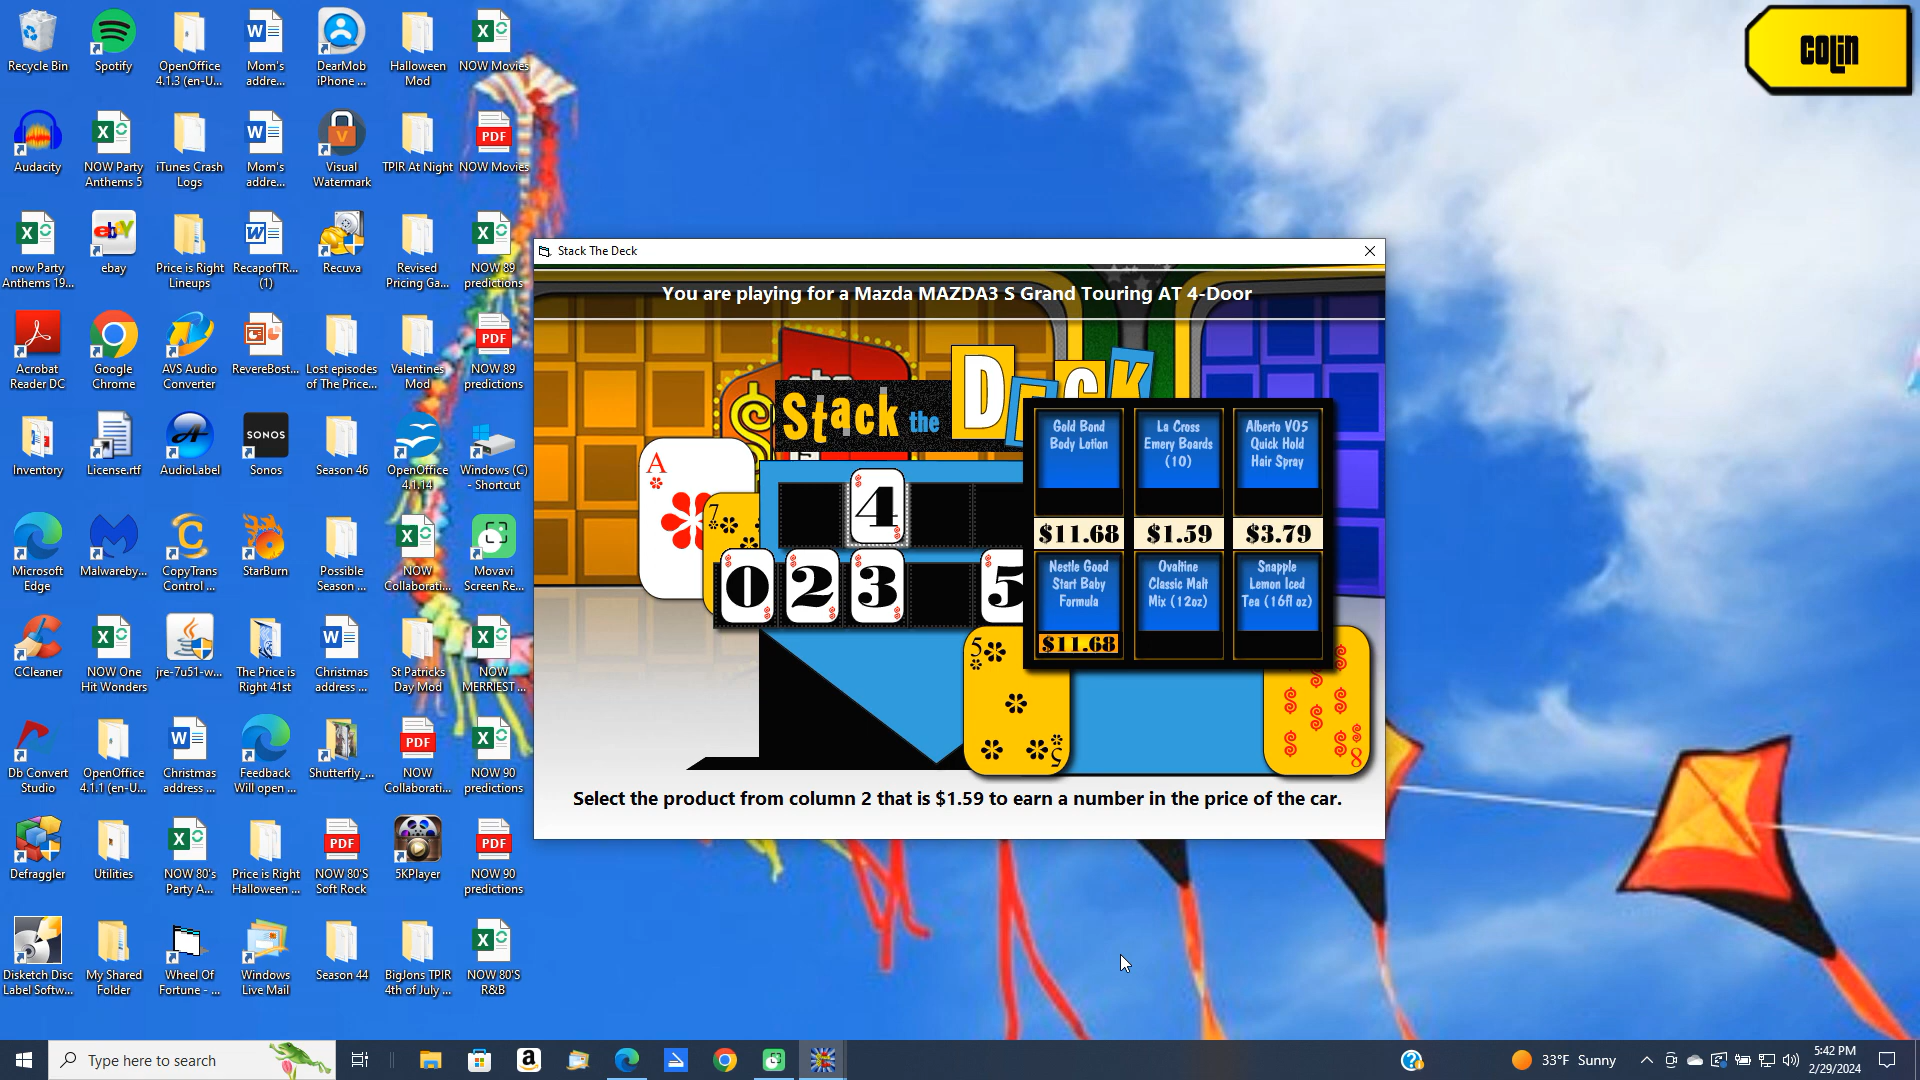 Recycle Bin
Spotify
OpenOffice
4.1.3 (en-U...
Mom's
addre...
DearMob
iPhone ...
Halloween
Mod
NOW Movies
Audacity
NOW Party
Anthems 5
iTunes Crash
Logs
Mom's
addre...
Visual
Watermark
TPIR At Night
PDF
NOW Movies
now Party
Anthems 19...
ebay
Price is Right
Lineups
RecapofTR...
(1)
Recuva
Revised
Pricing Ga...
NOW 89
predictions
Acrobat
Reader DC
Google
Chrome
AVS Audio
Converter
RevereBost...
Lost episodes
of The Price...
Valentines
Mod
PDF
NOW 89
predictions
Inventory
License.rtf
AudioLabel
SONOS
Sonos
Season 46
OpenOffice
4.1.14
Windows (C)
- Shortcut
Microsoft
Edge
Malwareby...
CopyTrans
Control ...
StarBurn
Possible
Season ...
NOW
Collaborati...
Movavi
Screen Re...
CCleaner
NOW One
Hit Wonders
jre-7u51-w...
The Price is
Right 41st
Christmas
address ...
St Patricks
Day Mod
NOW
MERRIEST ...
Db Convert
Studio
OpenOffice
4.1.1 (en-U...
Christmas
address ...
Feedback
Will open ...
Shutterfly_...
PDF
NOW
Collaborati...
NOW 90
predictions
Defraggler
Utilities
NOW 80'S
Party A...
Price is Right
Halloween ...
PDF
NOW 80'S
Soft Rock
5KPlayer
PDF
NOW 90
predictions
Disketch Disc
Label Softw...
My Shared
Folder
Wheel Of
Fortune - ...
Windows
Live Mail
Season 44
BigJons TPIR
4th of July ...
NOW 80'S
R&B
COLIN
Stack The Deck
You are playing for a Mazda MAZDA3 S Grand Touring AT 4-Door
Stack the DECK
A
7
4
0 2 3 5
5
5
8
Gold Bond
Body Lotion
La Cross
Emery Boards
(10)
Alberto VO5
Quick Hold
Hair Spray
$11.68 $1.59 $3.79
Nestle Good
Start Baby
Formula
Ovaltine
Classic Malt
Mix (12oz)
Snapple
Lemon Iced
Tea (16fl oz)
$11.68
Select the product from column 2 that is $1.59 to earn a number in the price of the car.
Type here to search
33°F Sunny
5:42 PM
2/29/2024